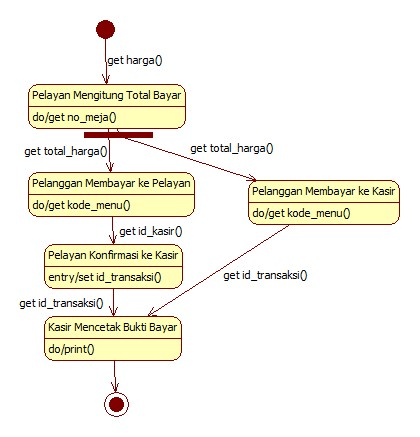 get harga()
Pelayan Mengitung Total Bayar
do/get no_meja()
get total_harga()
get total_harga()
Pelanggan Membayar ke Pelayan
do/get kode_menu()
Pelanggan Membayar ke Kasir
do/get kode_menu()
get id_kasir()
Pelayan Konfirmasi ke Kasir
entry/set id_transaksi()
get id_transaksi()
get id_transaksi()
Kasir Mencetak Bukti Bayar
do/print()